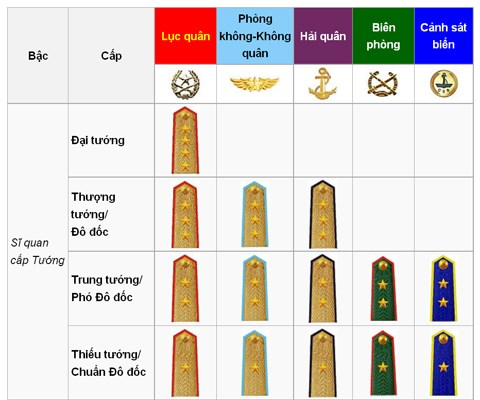 Bậc
Cấp
Lục quân
Phòng
không-Không
quân
Hải quân
Biên
phòng
Cảnh sát
biển
Sĩ quan
cấp Tướng
Đại tướng
Thượng
tướng/
Đô đốc
Trung tướng/
Phó Đô đốc
Thiếu tướng/
Chuẩn Đô đốc